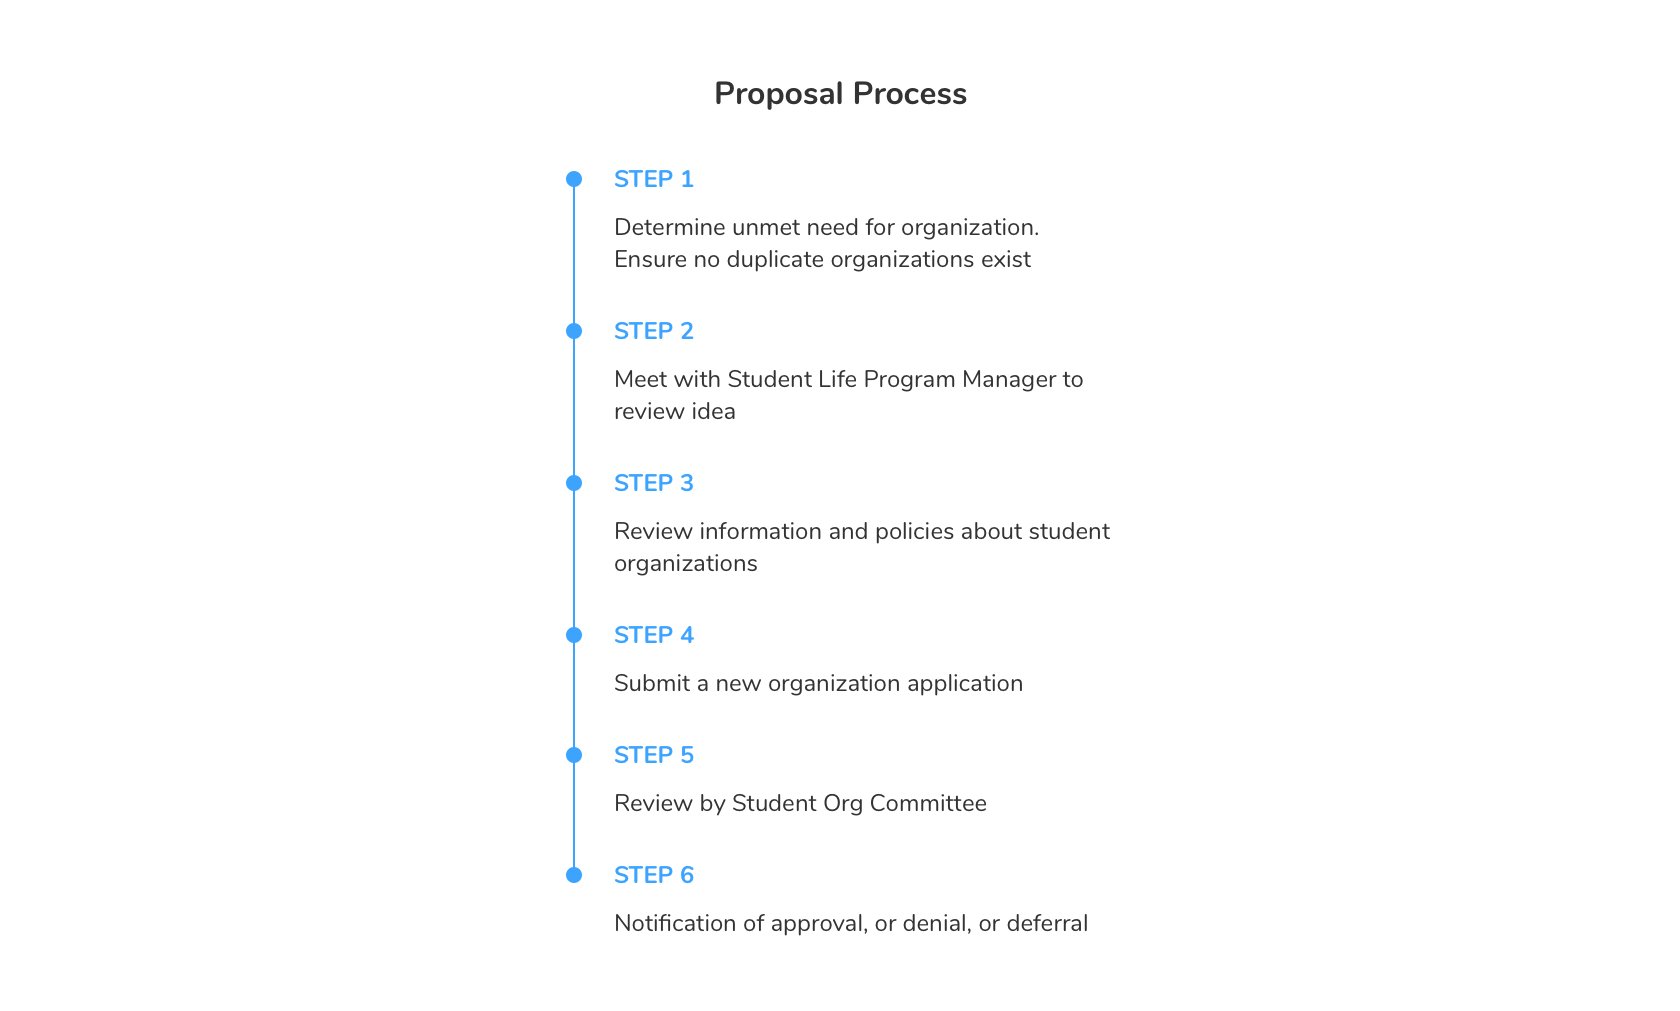 Proposal Process
STEP 1
Determine unmet need for organization.
Ensure no duplicate organizations exist
STEP 2
Meet with Student Life Program Manager to
review idea
STEP 3
Review information and policies about student
organizations
STEP 4
Submit a new organization application
STEP 5
Review by Student Org Committee
STEP 6
Notification of approval, or denial, or deferral